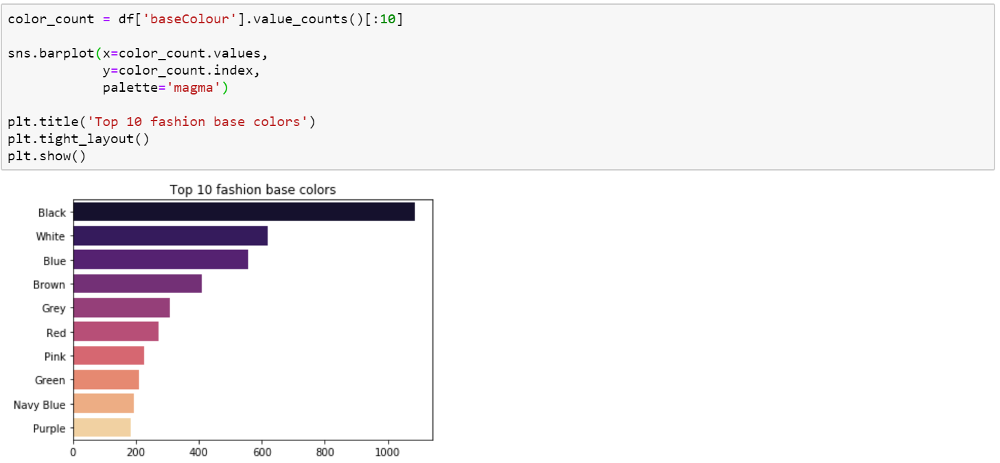 color_count = df['baseColour'].value_counts()[:10]
sns.barplot(x=color_count.values,
            y=color_count.index,
            palette='magma')
plt.title('Top 10 fashion base colors')
plt.tight_layout()
plt.show()
Top 10 fashion base colors
Black
White
Blue
Brown
Grey
Red
Pink
Green
Navy Blue
Purple
0 200 400 600 800 1000